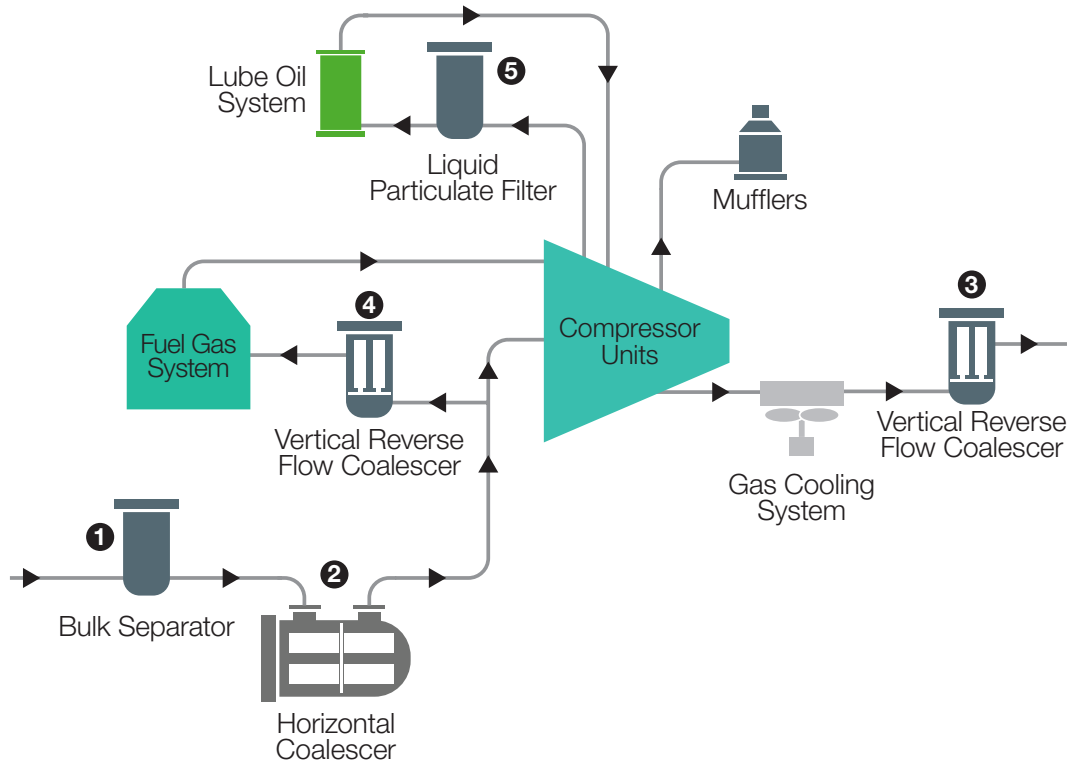 5
Lube Oil
System
Liquid
Particulate Filter
Mufflers
4
3
Fuel Gas
System
Compressor
Units
Vertical Reverse
Flow Coalescer
Vertical Reverse
Flow Coalescer
Gas Cooling
System
1
2
Bulk Separator
Horizontal
Coalescer